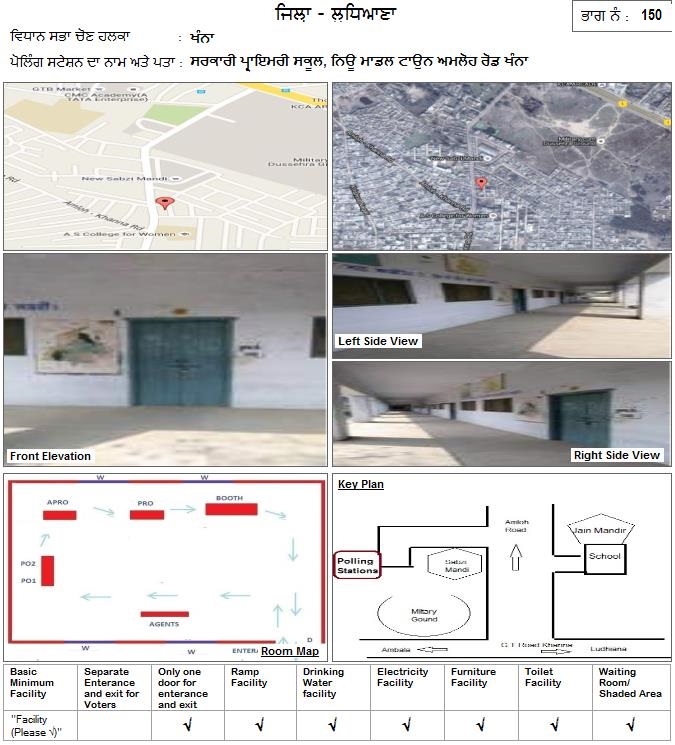 ਜਿਲ੍ਹਾ - ਲੁਧਿਆਣਾ
ਭਾਗ ਨੰ : 150
ਵਿਧਾਨ ਸਭਾ ਚੋਣ ਹਲਕਾ : ਖੰਨਾ
ਪੋਲਿੰਗ ਸਟੇਸ਼ਨ ਦਾ ਨਾਮ ਅਤੇ ਪਤਾ : ਸਰਕਾਰੀ ਪ੍ਰਾਇਮਰੀ ਸਕੂਲ, ਨਿਊ ਮਾਡਲ ਟਾਊਨ ਅਮਲੋਹ ਰੋਡ ਖੰਨਾ
GTB Market
CMC Academy(A
TATA Enterprise)
KCA AR
Military
Dussehra Gr
New Sabzi Mandi
Rd
Amloh - Khanna Rd
A.S College for Women
New Sabzi Mandi
A.S College for Women
Front Elevation
Left Side View
Right Side View
W W
APRO PRO BOOTH
PO2
PO1
AGENTS
W W ENTER D
Room Map
Key Plan
Amloh
Road
Jain Mandir
School
Polling
Stations
Sabzi
Mandi
Mltary
Gound
Ambala
G T Road Khanna
Ludhiana
Basic
Minimum
Facility
Separate
Enterance
and exit for
Voters
Only one
door for
enterance
and exit
Ramp
Facility
Drinking
Water
facility
Electricity
Facility
Furniture
Facility
Toilet
Facility
Waiting
Room/
Shaded Area
"Facility
(Please √)"
√ √ √ √ √ √ √